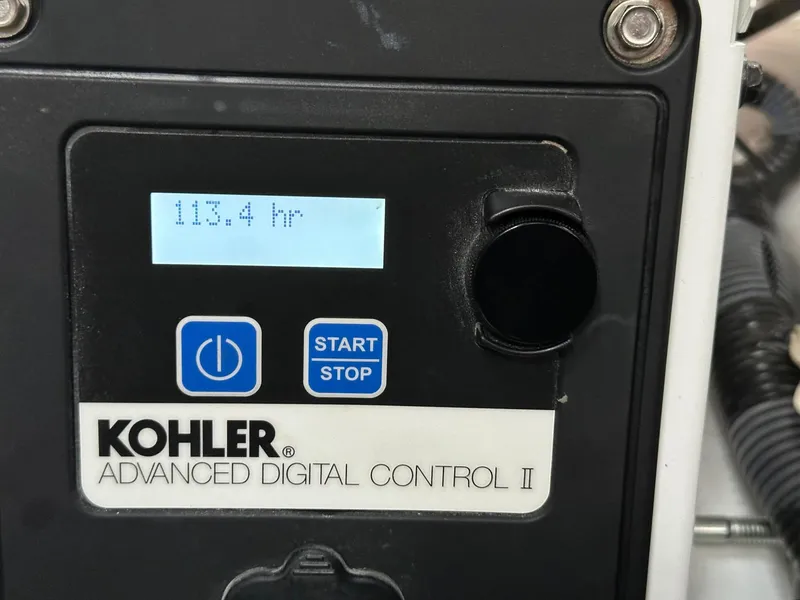 113.4 hr
START
STOP
KOHLER®
ADVANCED DIGITAL CONTROL II